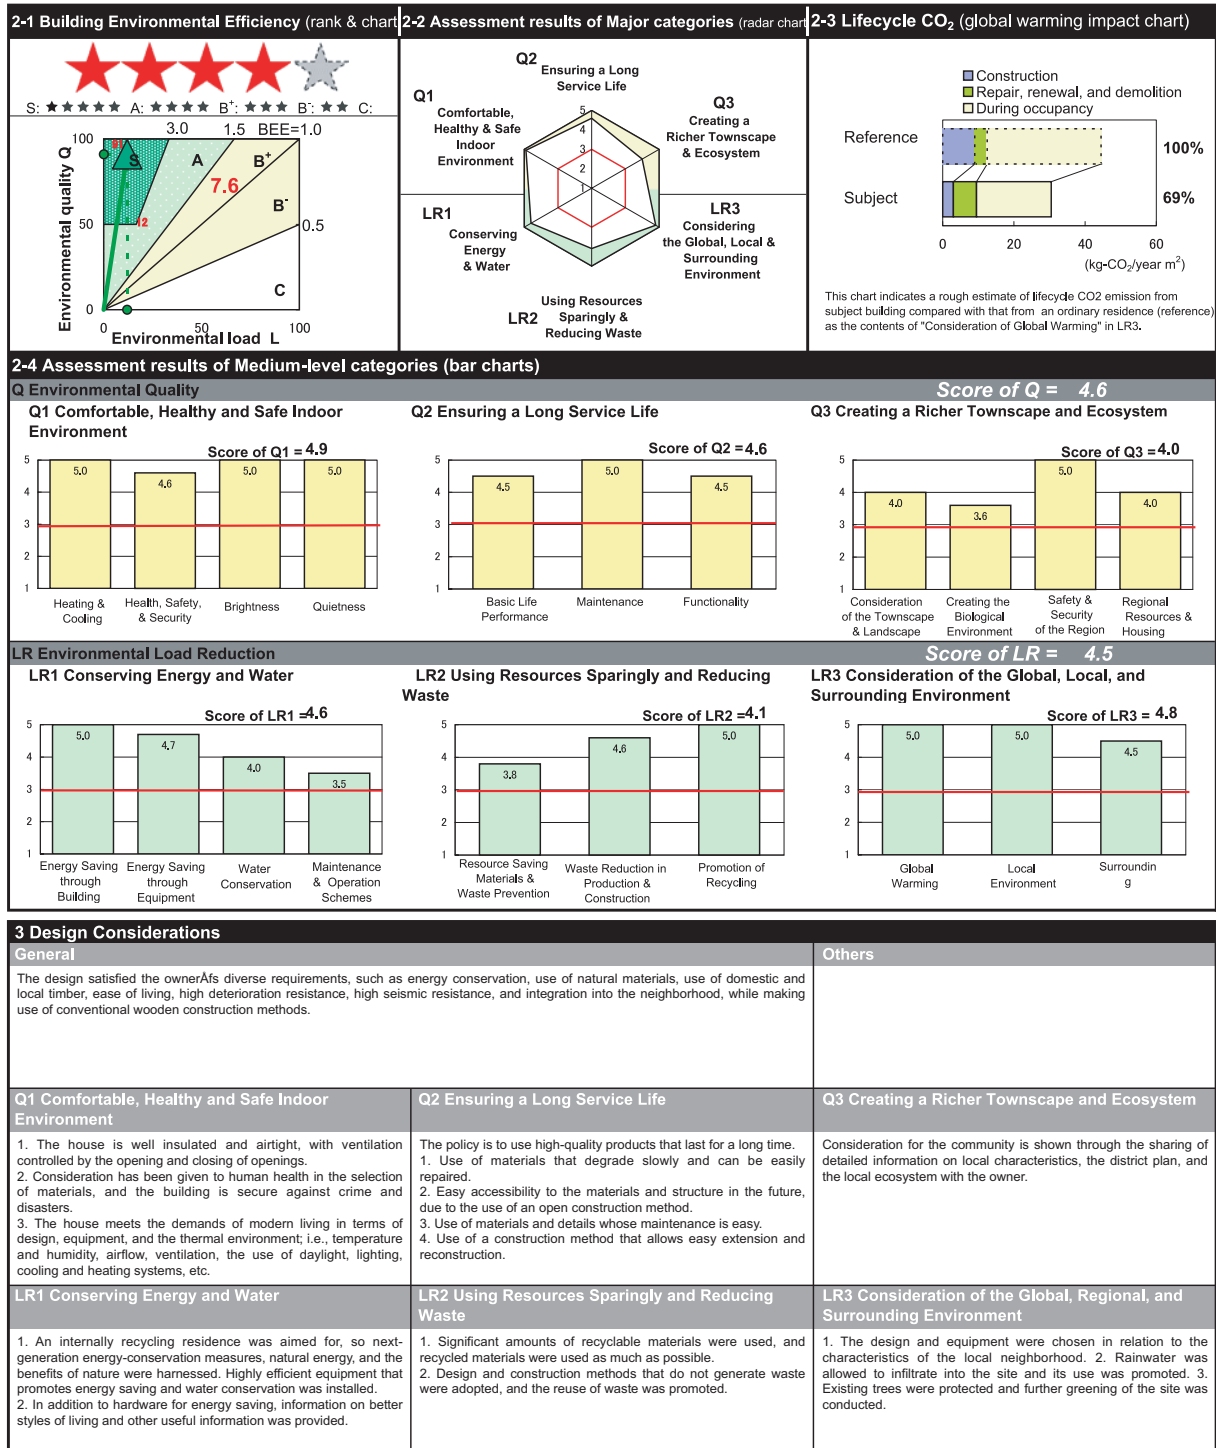 2-1 Building Environmental Efficiency (rank & chart
S: ★★★★★ A: ★★★★ B+: ★★★ B-: ★★ C:
3.0 1.5 BEE=1.0
Environmental quality Q
100
50
0
91
S
A
B+
7.6
B-
12
0.5
C
0 50 100
Environmental load L
2-2 Assessment results of Major categories (radar chart
Q2
Ensuring a Long
Service Life
Q1
Comfortable,
Healthy & Safe
Indoor
Environment
Q3
Creating a
Richer Townscape
& Ecosystem
5
4
3
2
1
LR1
Conserving
Energy
& Water
LR3
Considering
the Global, Local &
Surrounding
Environment
LR2
Using Resources
Sparingly &
Reducing Waste
2-3 Lifecycle CO2 (global warming impact chart)
Construction
Repair, renewal, and demolition
During occupancy
Reference
100%
Subject
69%
0 20 40 60
(kg-CO2/year m2)
This chart indicates a rough estimate of lifecycle CO2 emission from
subject building compared with that from an ordinary residence (reference)
as the contents of "Consideration of Global Warming" in LR3.
2-4 Assessment results of Medium-level categories (bar charts)
Q Environmental Quality
Score of Q = 4.6
Q1 Comfortable, Healthy and Safe Indoor
Environment
Score of Q1 = 4.9
5
4
3
2
1
5.0
4.6
5.0
5.0
Heating &
Cooling
Health, Safety,
& Security
Brightness
Quietness
Q2 Ensuring a Long Service Life
Score of Q2 = 4.6
5
4
3
2
1
4.5
5.0
4.5
Basic Life
Performance
Maintenance
Functionality
Q3 Creating a Richer Townscape and Ecosystem
Score of Q3 = 4.0
5
4
3
2
1
4.0
3.6
5.0
4.0
Consideration
of the Townscape
& Landscape
Creating the
Biological
Environment
Safety &
Security
of the Region
Regional
Resources &
Housing
LR Environmental Load Reduction
Score of LR = 4.5
LR1 Conserving Energy and Water
Score of LR1 =4.6
5
4
3
2
1
5.0
4.7
4.0
3.5
Energy Saving
through
Building
Energy Saving
through
Equipment
Water
Conservation
Maintenance
& Operation
Schemes
LR2 Using Resources Sparingly and Reducing
Waste
Score of LR2 =4.1
5
4
3
2
1
3.8
4.6
5.0
Resource Saving
Materials &
Waste Prevention
Waste Reduction in
Production &
Construction
Promotion of
Recycling
LR3 Consideration of the Global, Local, and
Surrounding Environment
Score of LR3 = 4.8
5
4
3
2
1
5.0
5.0
4.5
Global
Warming
Local
Environment
Surroundin
g
3 Design Considerations
General
The design satisfied the ownerÅfs diverse requirements, such as energy conservation, use of natural materials, use of domestic and
local timber, ease of living, high deterioration resistance, high seismic resistance, and integration into the neighborhood, while making
use of conventional wooden construction methods.
Others
Q1 Comfortable, Healthy and Safe Indoor
Environment
1. The house is well insulated and airtight, with ventilation
controlled by the opening and closing of openings.
2. Consideration has been given to human health in the selection
of materials, and the building is secure against crime and
disasters.
3. The house meets the demands of modern living in terms of
design, equipment, and the thermal environment; i.e., temperature
and humidity, airflow, ventilation, the use of daylight, lighting,
cooling and heating systems, etc.
Q2 Ensuring a Long Service Life
The policy is to use high-quality products that last for a long time.
1. Use of materials that degrade slowly and can be easily
repaired.
2. Easy accessibility to the materials and structure in the future,
due to the use of an open construction method.
3. Use of materials and details whose maintenance is easy.
4. Use of a construction method that allows easy extension and
reconstruction.
Q3 Creating a Richer Townscape and Ecosystem
Consideration for the community is shown through the sharing of
detailed information on local characteristics, the district plan, and
the local ecosystem with the owner.
LR1 Conserving Energy and Water
1. An internally recycling residence was aimed for, so next-
generation energy-conservation measures, natural energy, and the
benefits of nature were harnessed. Highly efficient equipment that
promotes energy saving and water conservation was installed.
2. In addition to hardware for energy saving, information on better
styles of living and other useful information was provided.
LR2 Using Resources Sparingly and Reducing
Waste
1. Significant amounts of recyclable materials were used, and
recycled materials were used as much as possible.
2. Design and construction methods that do not generate waste
were adopted, and the reuse of waste was promoted.
LR3 Consideration of the Global, Regional, and
Surrounding Environment
1. The design and equipment were chosen in relation to the
characteristics of the local neighborhood. 2. Rainwater was
allowed to infiltrate into the site and its use was promoted. 3.
Existing trees were protected and further greening of the site was
conducted.